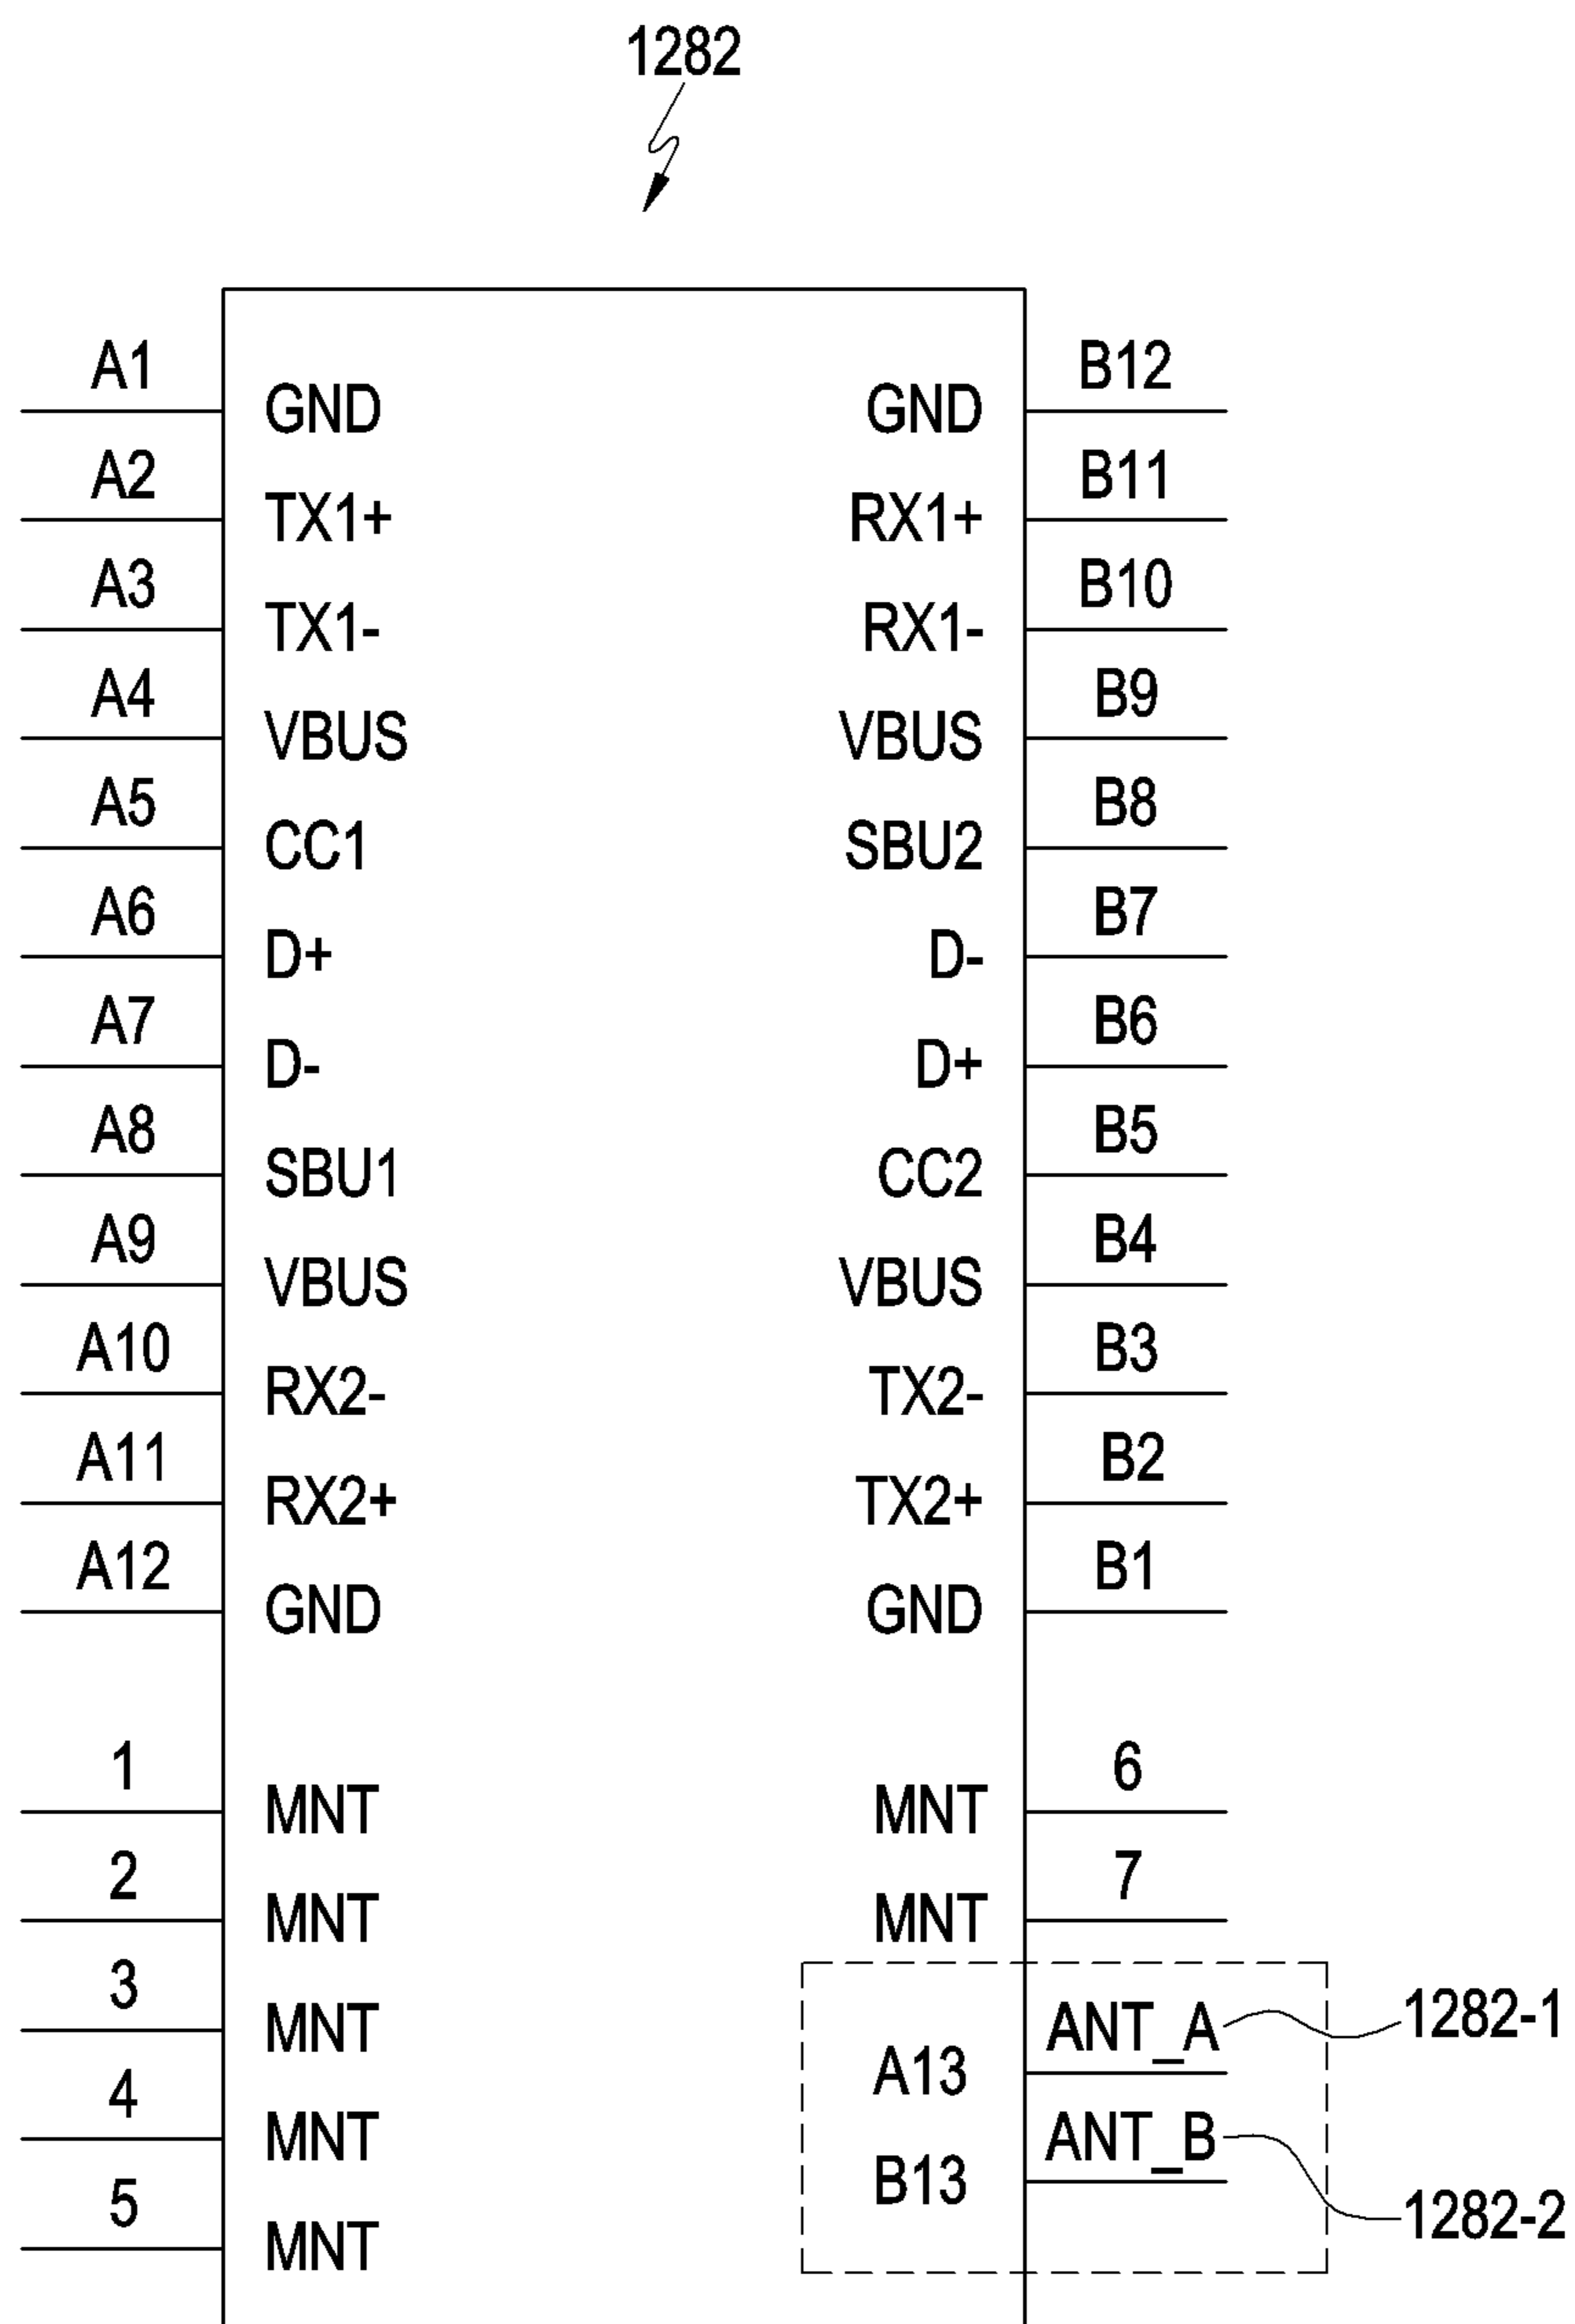 1282
A1 GND GND B12
A2 TX1+ RX1+ B11
A3 TX1- RX1- B10
A4 VBUS VBUS B9
A5 CC1 SBU2 B8
A6 D+ D- B7
A7 D- D+ B6
A8 SBU1 CC2 B5
A9 VBUS VBUS B4
A10 RX2- TX2- B3
A11 RX2+ TX2+ B2
A12 GND GND B1
1 MNT MNT 6
2 MNT MNT 7
3 MNT A13 ANT_A 1282-1
4 MNT B13 ANT_B 1282-2
5 MNT